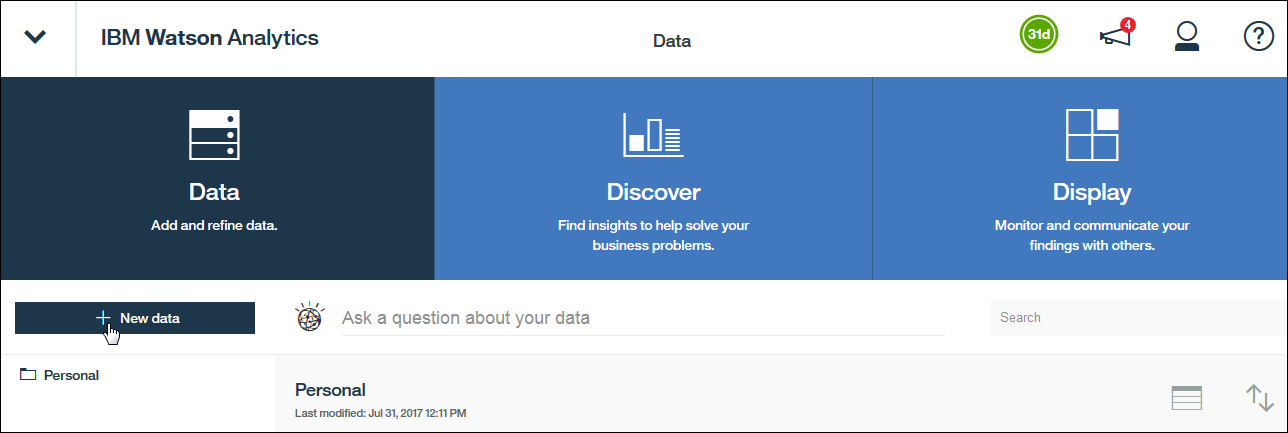 IBM Watson Analytics
Data
31d
4
Data
Add and refine data.
Discover
Find insights to help solve your
business problems.
Display
Monitor and communicate your
findings with others.
New data
Ask a question about your data
Search
Personal
Personal
Last modified: Jul 31, 2017 12:11 PM